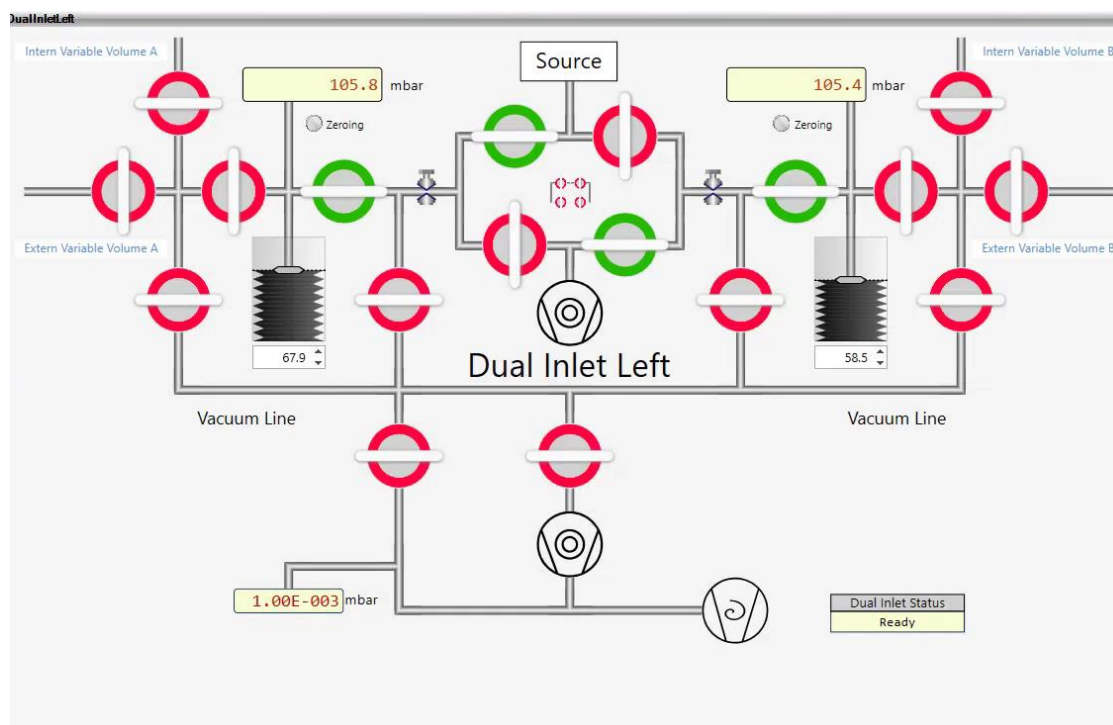 DualInletLeft
Intern Variable Volume A
Source
Intern Variable Volume B
105.8 mbar
105.4 mbar
Zeroing
Zeroing
Extern Variable Volume A
Extern Variable Volume B
67.9
58.5
Dual Inlet Left
Vacuum Line
Vacuum Line
1.00E-003 mbar
Dual Inlet Status
Ready